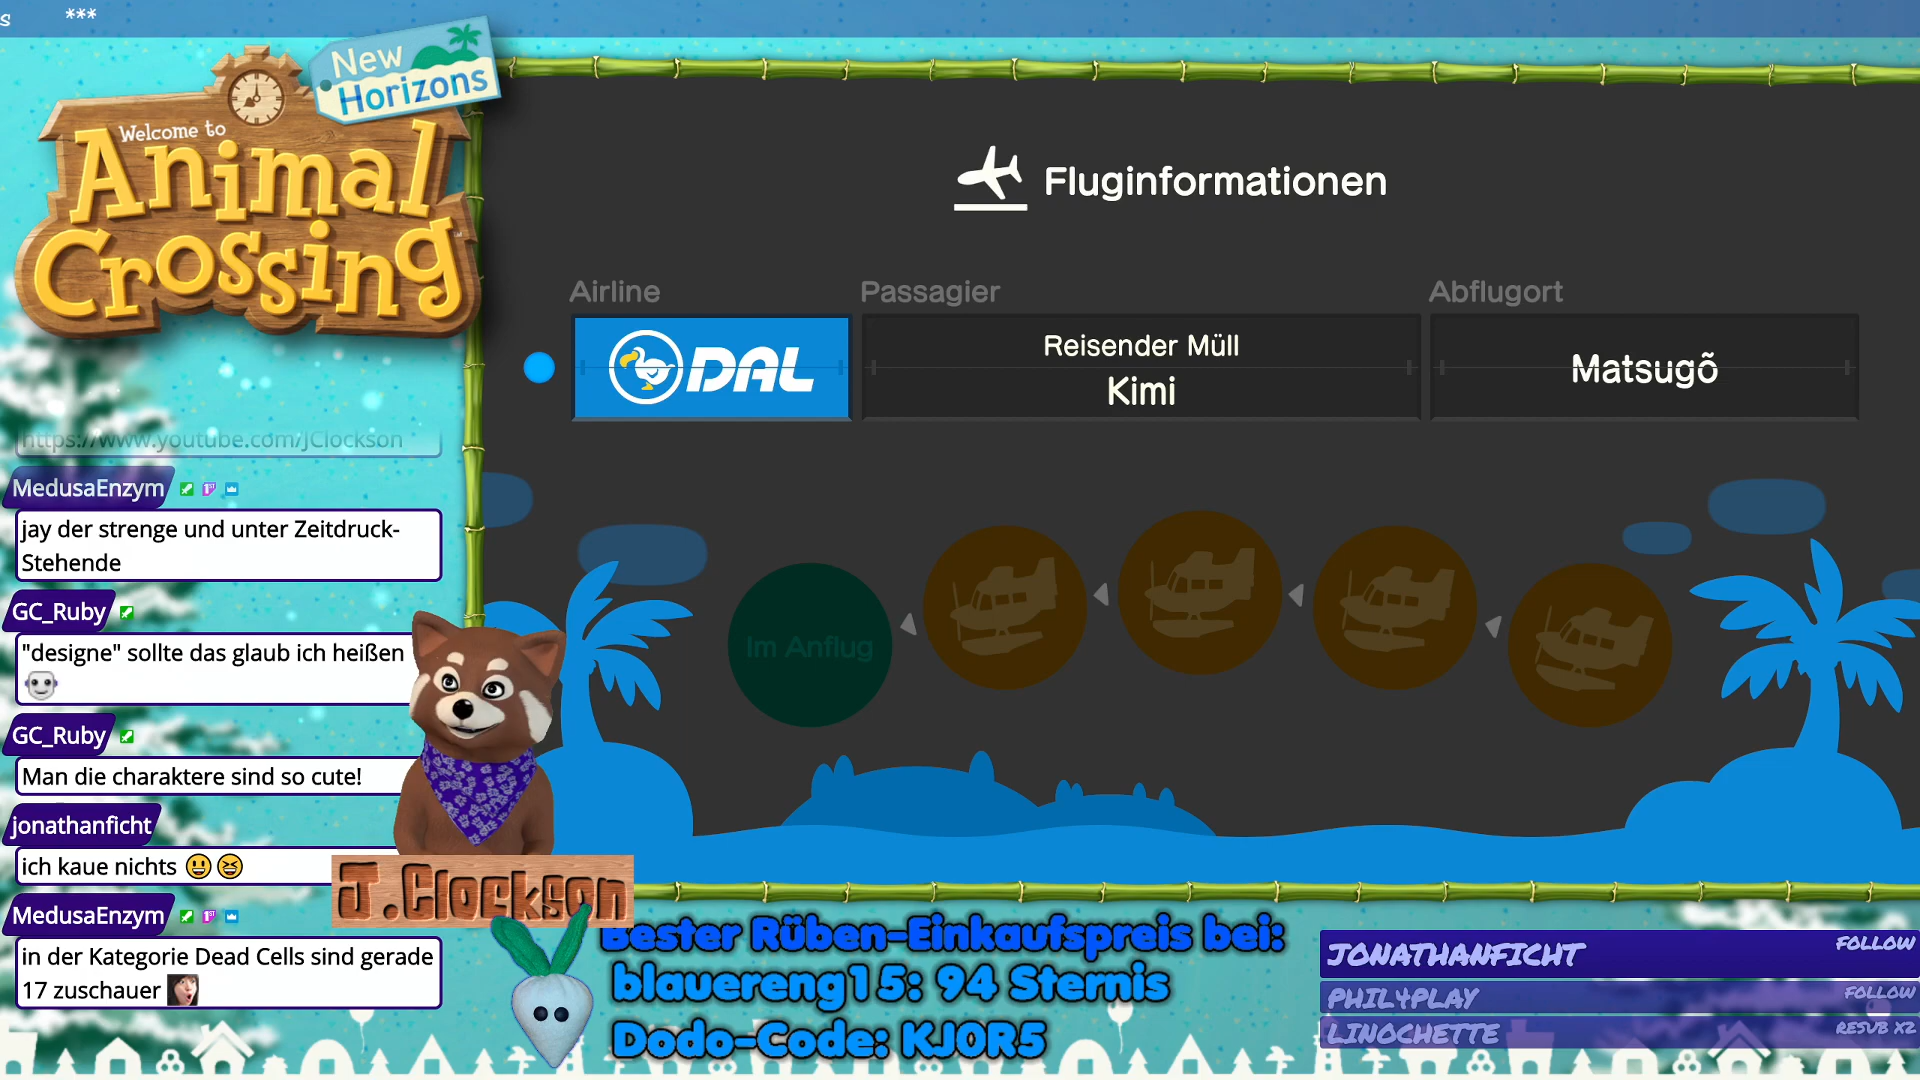 s ***
New
Horizons
Welcome to
Animal
Crossing
Fluginformationen
Airline
Passagier
Abflugort
DAL
Reisender Müll
Kimi
Matsugõ
Im Anflug
https://www.youtube.com/JClockson
MedusaEnzym
jay der strenge und unter Zeitdruck-
Stehende
GC_Ruby
"designe" sollte das glaub ich heißen
GC_Ruby
Man die charaktere sind so cute!
jonathanficht
ich kaue nichts 😃 😆
MedusaEnzym
in der Kategorie Dead Cells sind gerade
17 zuschauer
J.Clockson
Bester Rüben-Einkaufspreis bei:
blauereng15: 94 Sternis
Dodo-Code: KJ0R5
JONATHANFICHT FOLLOW
PHIL4PLAY FOLLOW
LINOCHETTE RESUB X2